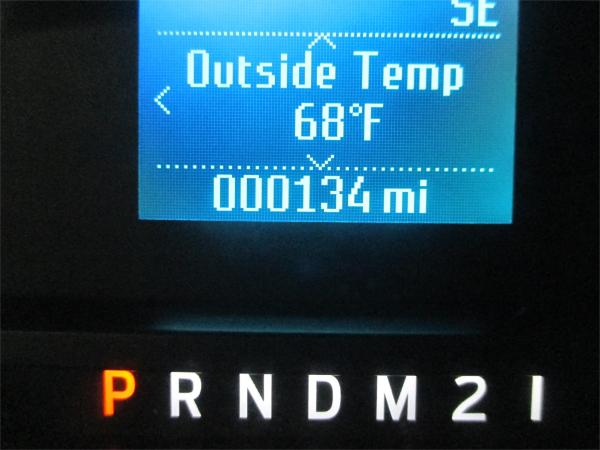 SE
Outside Temp
68°F
000134 mi
P R N D M 2 1